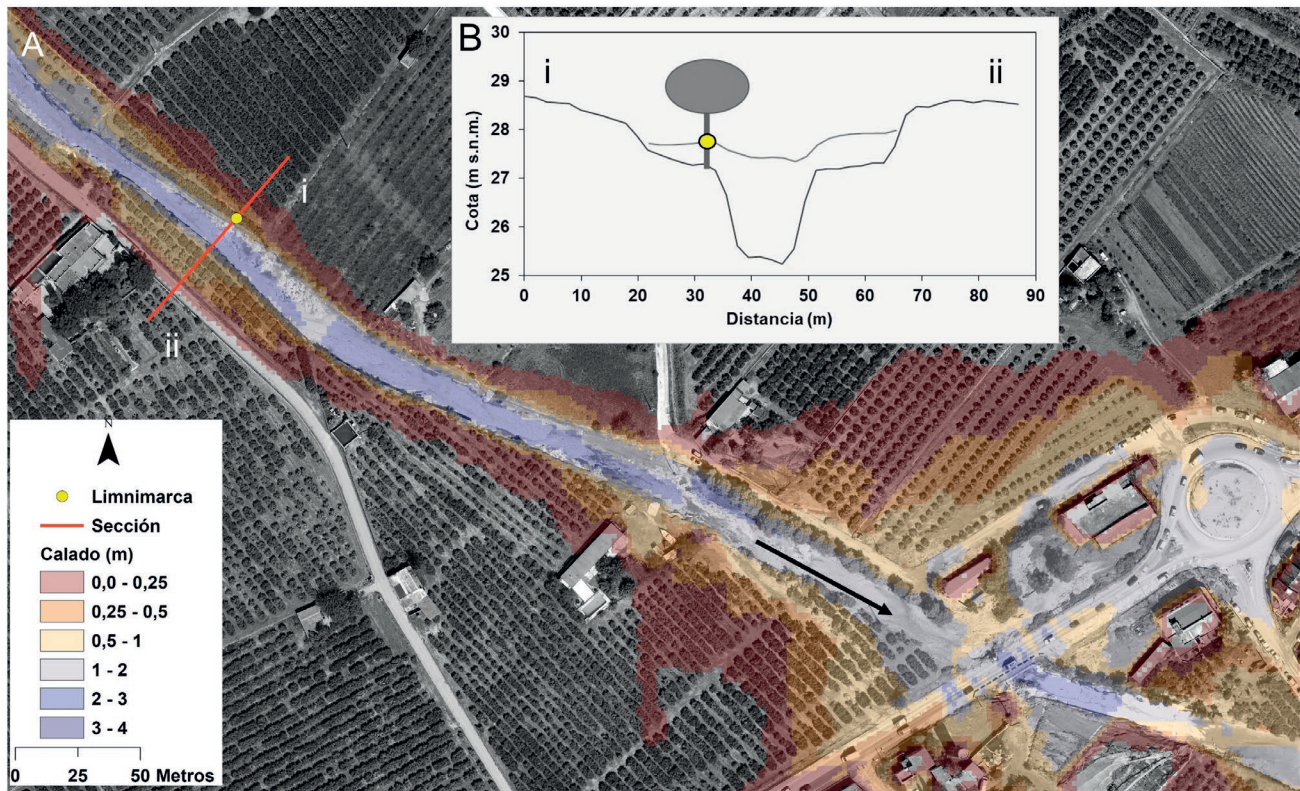 A
i
ii
B
i
ii
30
29
28
27
26
25
Cota (m s.n.m.)
0 10 20 30 40 50 60 70 80 90
Distancia (m)
N
Limnimarca
Sección
Calado (m)
0,0 - 0,25
0,25 - 0,5
0,5 - 1
1 - 2
2 - 3
3 - 4
0 25 50 Metros